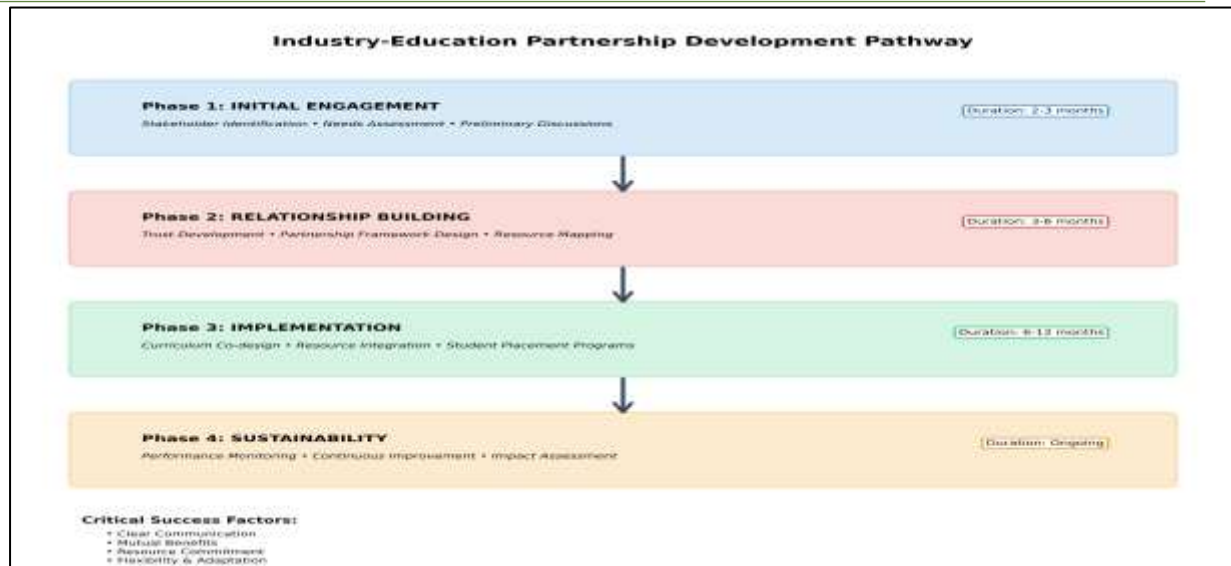 Industry-Education Partnership Development Pathway
Phase 1: INITIAL ENGAGEMENT
Stakeholder Identification • Needs Assessment • Preliminary Discussions
Duration: 2-3 months
Phase 2: RELATIONSHIP BUILDING
Trust Development • Partnership Framework Design • Resource Mapping
Duration: 3-6 months
Phase 3: IMPLEMENTATION
Curriculum Co-design • Resource Integration • Student Placement Programs
Duration: 6-12 months
Phase 4: SUSTAINABILITY
Performance Monitoring • Continuous Improvement • Impact Assessment
Duration: Ongoing
Critical Success Factors:
• Clear Communication
• Mutual Benefits
• Resource Commitment
• Flexibility & Adaptation